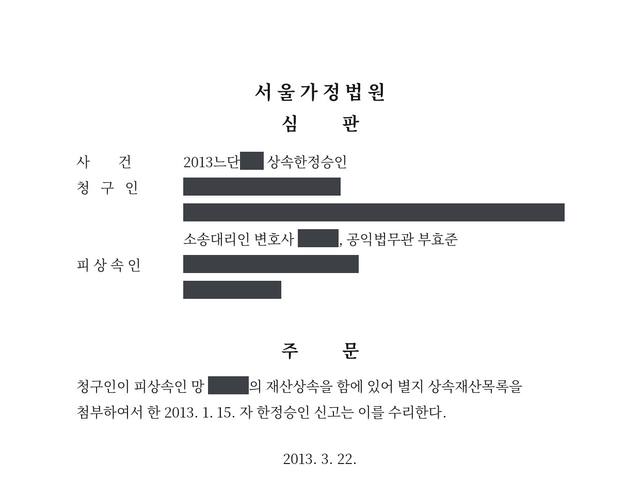 서울가정법원
심 판
사 건 2013느단 상속한정승인
청 구 인
소송대리인 변호사 , 공익법무관 부효준
피상속인
주 문
청구인이 피상속인 망 의 재산상속을 함에 있어 별지 상속재산목록을
첨부하여서 한 2013. 1. 15. 자 한정승인 신고는 이를 수리한다.
2013. 3. 22.